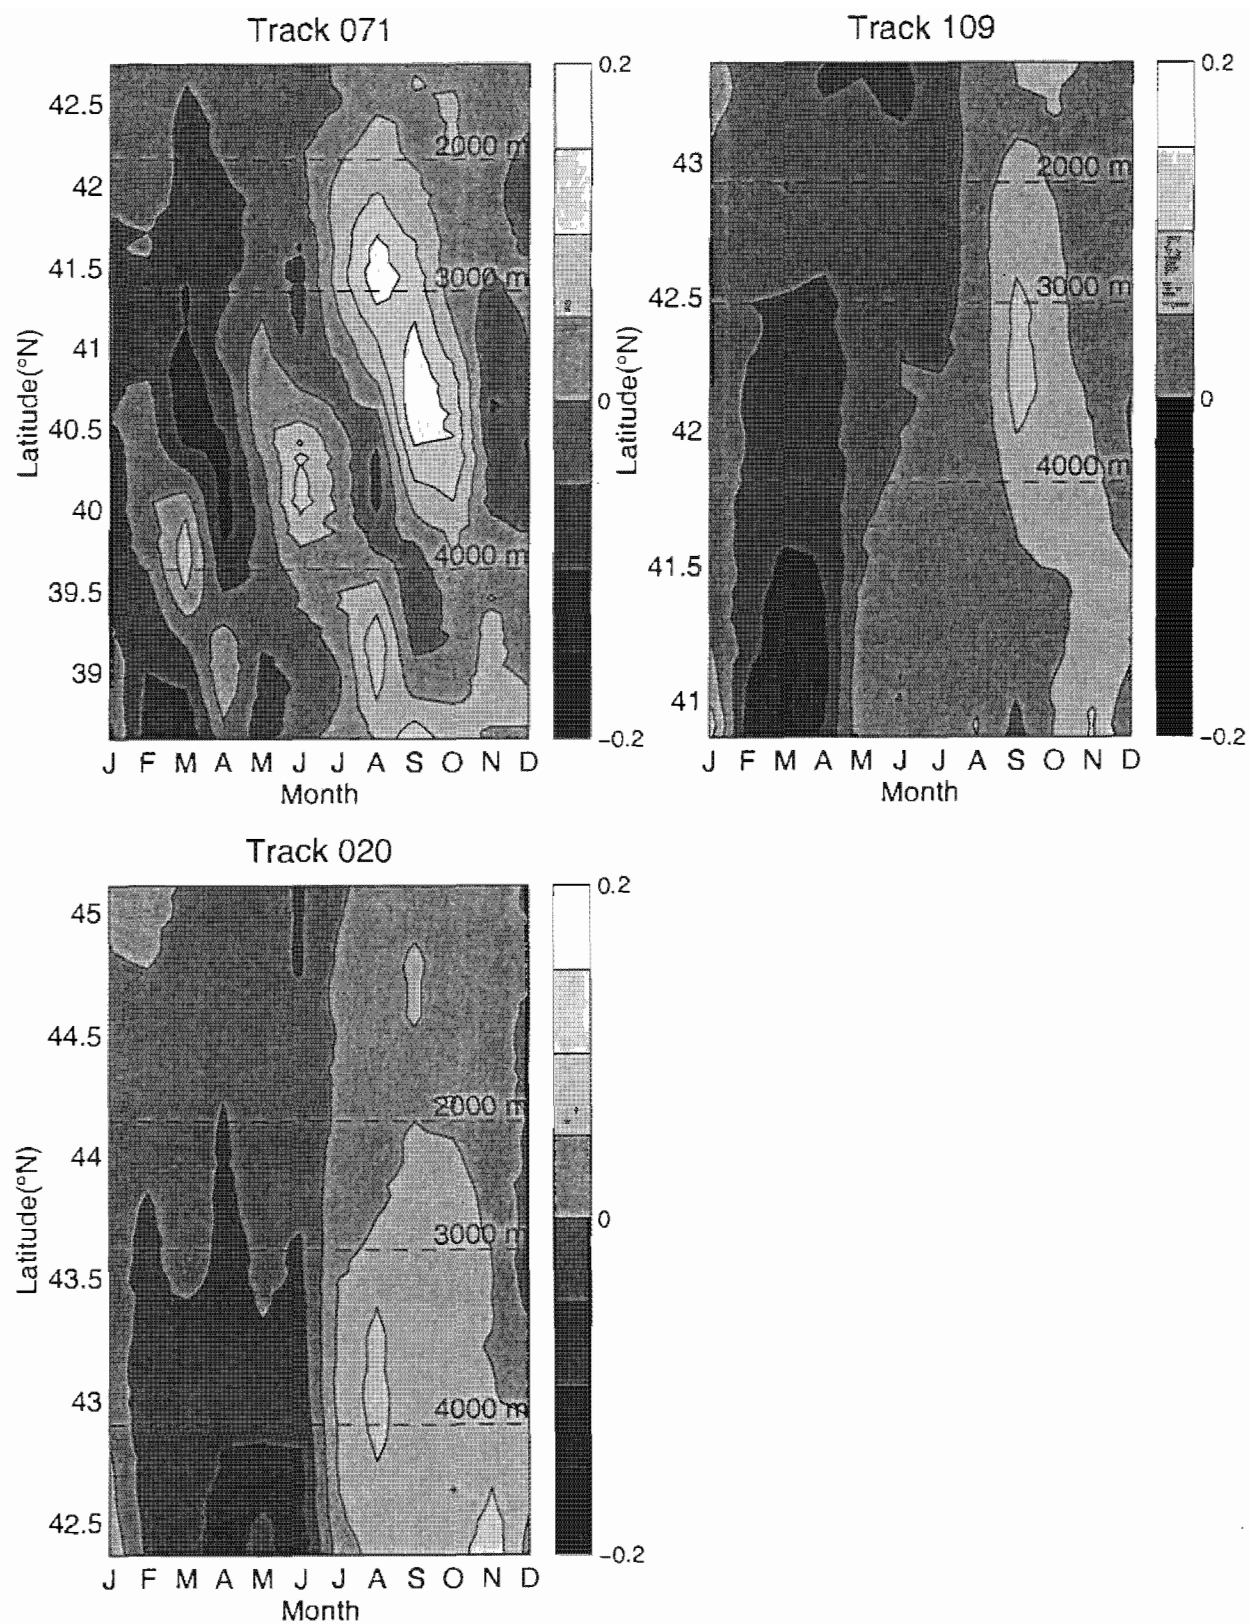 Track 071
0.2
42.5
2000 m
42
41.5
3000 m
41
0
40.5
40
4000 m
39.5
39
-0.2
Latitude(°N)
J F M A M J J A S O N D
Month
Track 109
0.2
43
2000 m
42.5
3000 m
0
42
4000 m
41.5
41
-0.2
Latitude(°N)
J F M A M J J A S O N D
Month
Track 020
0.2
45
44.5
2000 m
44
0
3000 m
43.5
43
4000 m
42.5
-0.2
Latitude(°N)
J F M A M J J A S O N D
Month